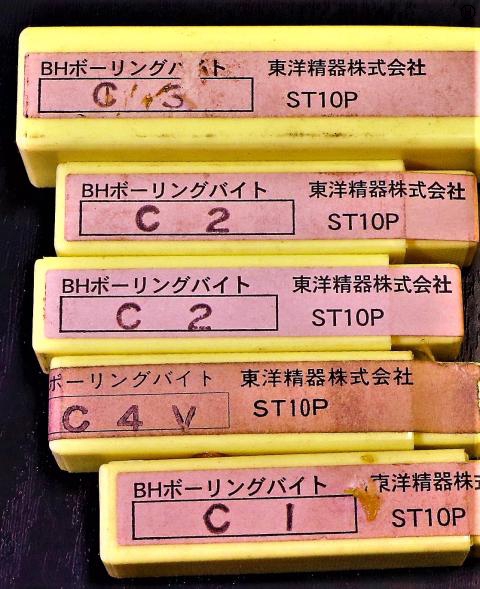 BHボーリングバイト 東洋精器株式会社
C 3 ST10P
BHボーリングバイト 東洋精器株式会社
C 2 ST10P
BHボーリングバイト 東洋精器株式会社
C 2 ST10P
ボーリングバイト 東洋精器株式会社
C 4 V ST10P
BHボーリングバイト 東洋精器株式
C 1 ST10P